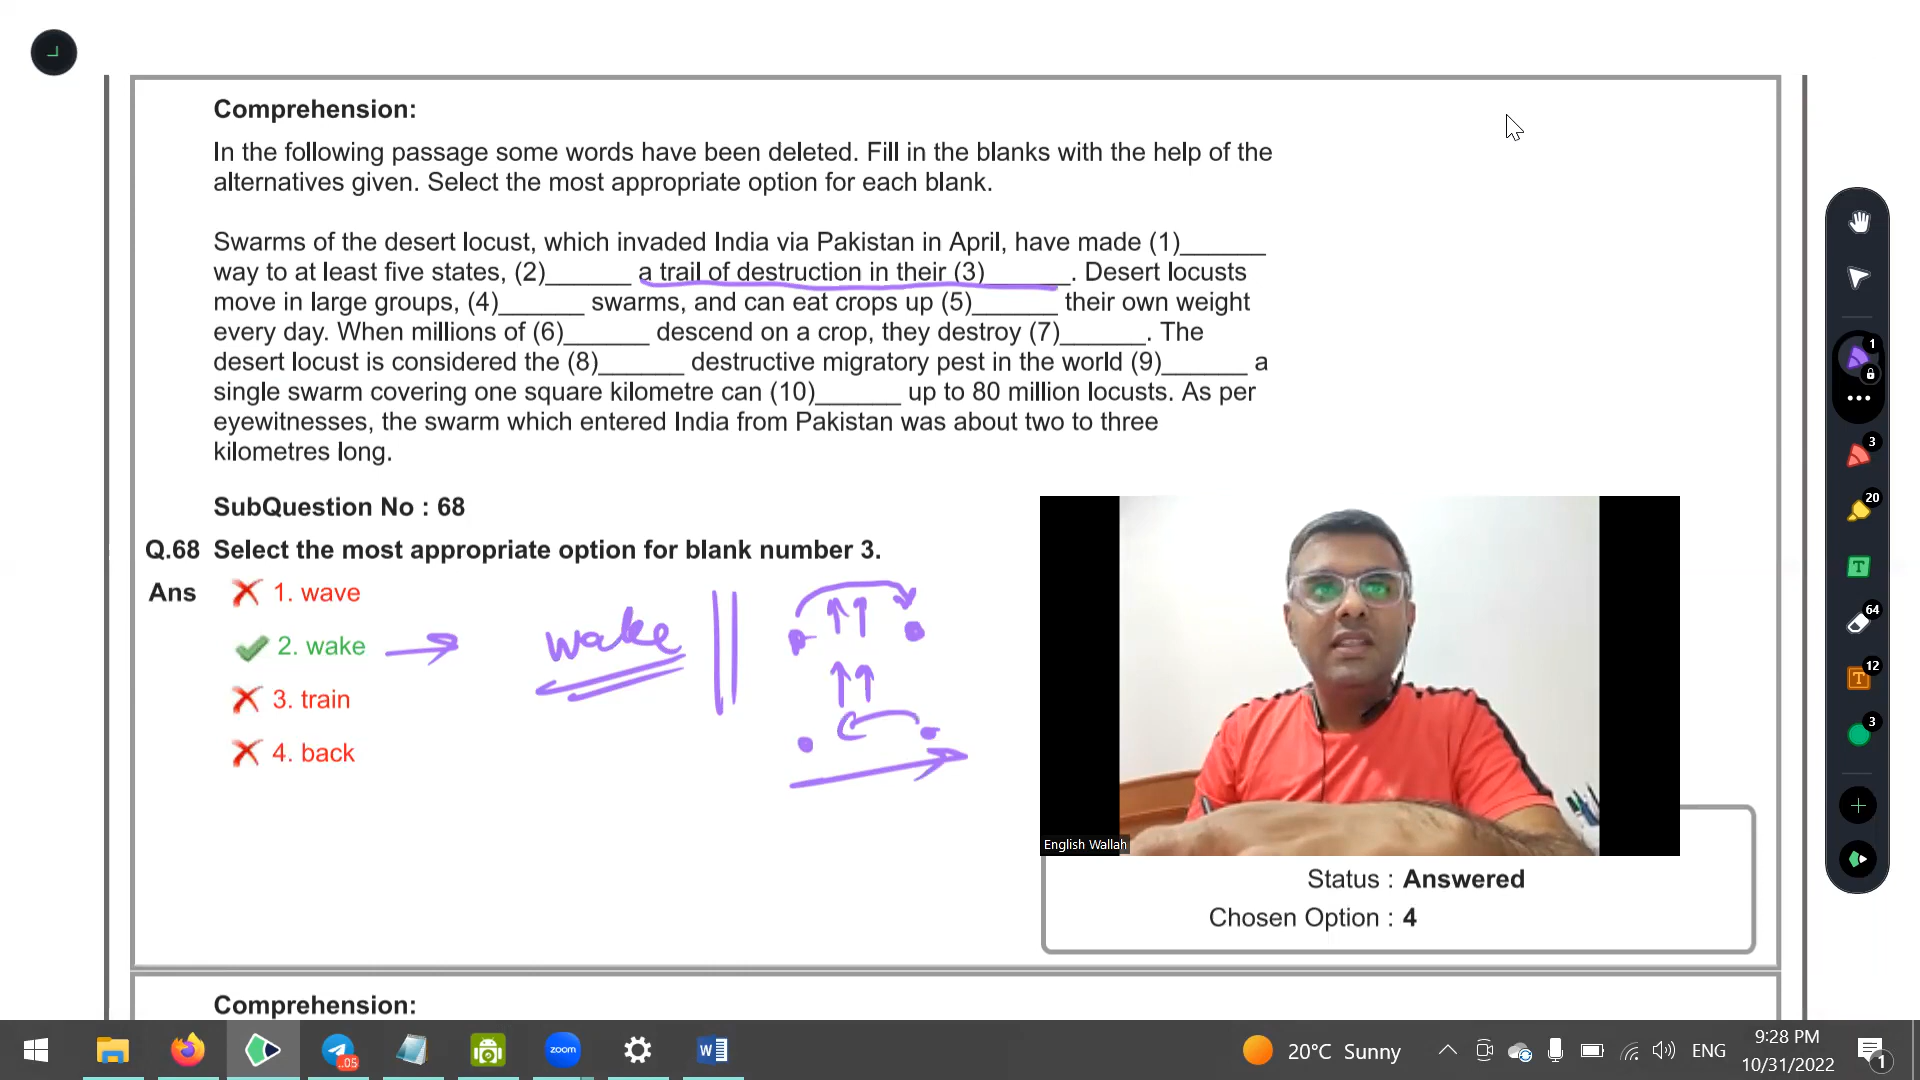 Comprehension:
In the following passage some words have been deleted. Fill in the blanks with the help of the
alternatives given. Select the most appropriate option for each blank.
Swarms of the desert locust, which invaded India via Pakistan in April, have made (1)______
way to at least five states, (2)______ a trail of destruction in their (3)______. Desert locusts
move in large groups, (4)______ swarms, and can eat crops up (5)______ their own weight
every day. When millions of (6)______ descend on a crop, they destroy (7)______. The
desert locust is considered the (8)______ destructive migratory pest in the world (9)______ a
single swarm covering one square kilometre can (10)______ up to 80 million locusts. As per
eyewitnesses, the swarm which entered India from Pakistan was about two to three
kilometres long.
SubQuestion No : 68
Q.68 Select the most appropriate option for blank number 3.
Ans 1. wave
2. wake
wake
3. train
4. back
English Wallah
Status : Answered
Chosen Option : 4
Comprehension:
1
3
20
T
64
12
T
3
.05
zoom
W
20°C Sunny
ENG
9:28 PM
10/31/2022
1